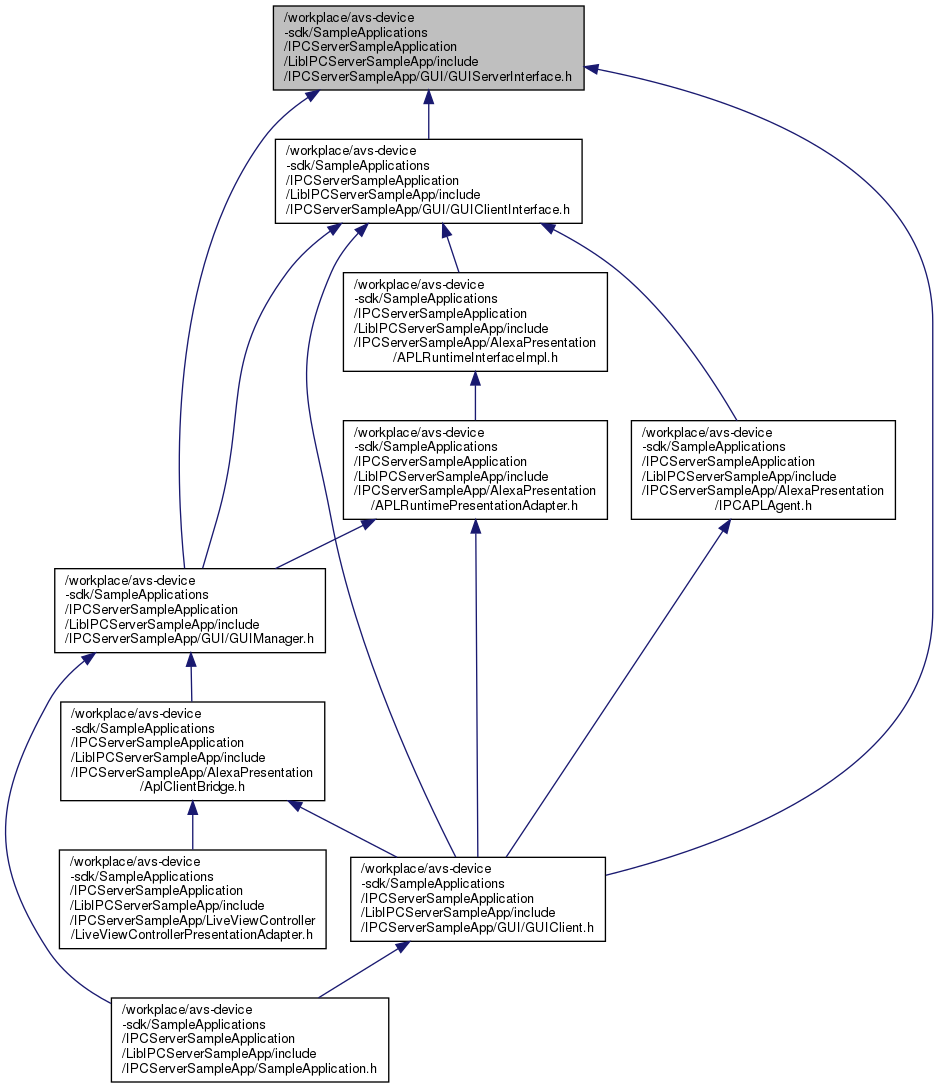 /workplace/avs-device
-sdk/SampleApplications
/IPCServerSampleApplication
/LibIPCServerSampleApp/include
/IPCServerSampleApp/GUI/GUIServerInterface.h
/workplace/avs-device
-sdk/SampleApplications
/IPCServerSampleApplication
/LibIPCServerSampleApp/include
/IPCServerSampleApp/GUI/GUIClientInterface.h
/workplace/avs-device
-sdk/SampleApplications
/IPCServerSampleApplication
/LibIPCServerSampleApp/include
/IPCServerSampleApp/AlexaPresentation
/APLRuntimeInterfaceImpl.h
/workplace/avs-device
-sdk/SampleApplications
/IPCServerSampleApplication
/LibIPCServerSampleApp/include
/IPCServerSampleApp/AlexaPresentation
/APLRuntimePresentationAdapter.h
/workplace/avs-device
-sdk/SampleApplications
/IPCServerSampleApplication
/LibIPCServerSampleApp/include
/IPCServerSampleApp/AlexaPresentation
/IPCAPLAgent.h
/workplace/avs-device
-sdk/SampleApplications
/IPCServerSampleApplication
/LibIPCServerSampleApp/include
/IPCServerSampleApp/GUI/GUIManager.h
/workplace/avs-device
-sdk/SampleApplications
/IPCServerSampleApplication
/LibIPCServerSampleApp/include
/IPCServerSampleApp/AlexaPresentation
/AplClientBridge.h
/workplace/avs-device
-sdk/SampleApplications
/IPCServerSampleApplication
/LibIPCServerSampleApp/include
/IPCServerSampleApp/LiveViewController
/LiveViewControllerPresentationAdapter.h
/workplace/avs-device
-sdk/SampleApplications
/IPCServerSampleApplication
/LibIPCServerSampleApp/include
/IPCServerSampleApp/GUI/GUIClient.h
/workplace/avs-device
-sdk/SampleApplications
/IPCServerSampleApplication
/LibIPCServerSampleApp/include
/IPCServerSampleApp/SampleApplication.h